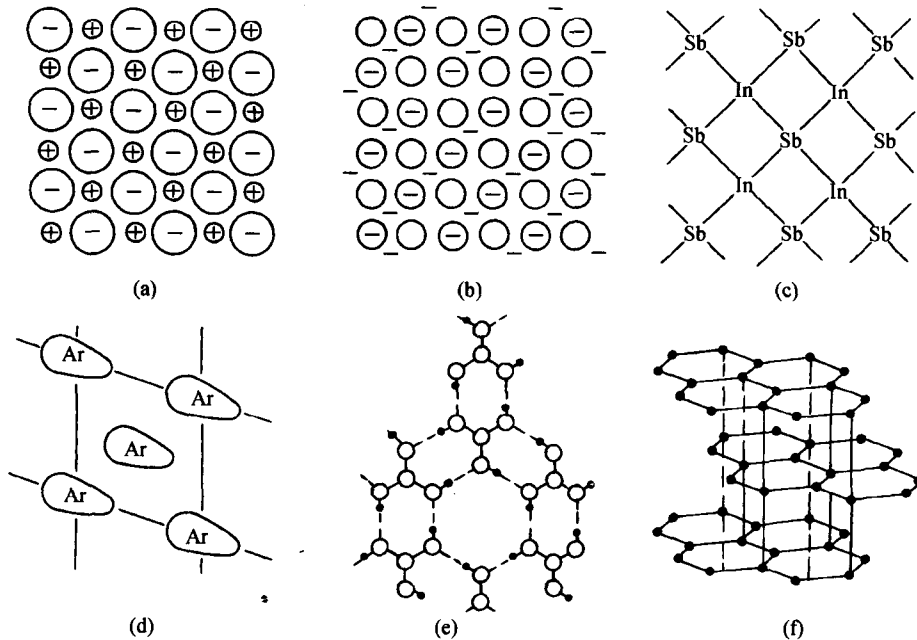 Sb Sb Sb
In In
Sb Sb Sb
In In
Sb Sb Sb
(a) (b) (c)
Ar
Ar
Ar
Ar
Ar
(d) (e) (f)